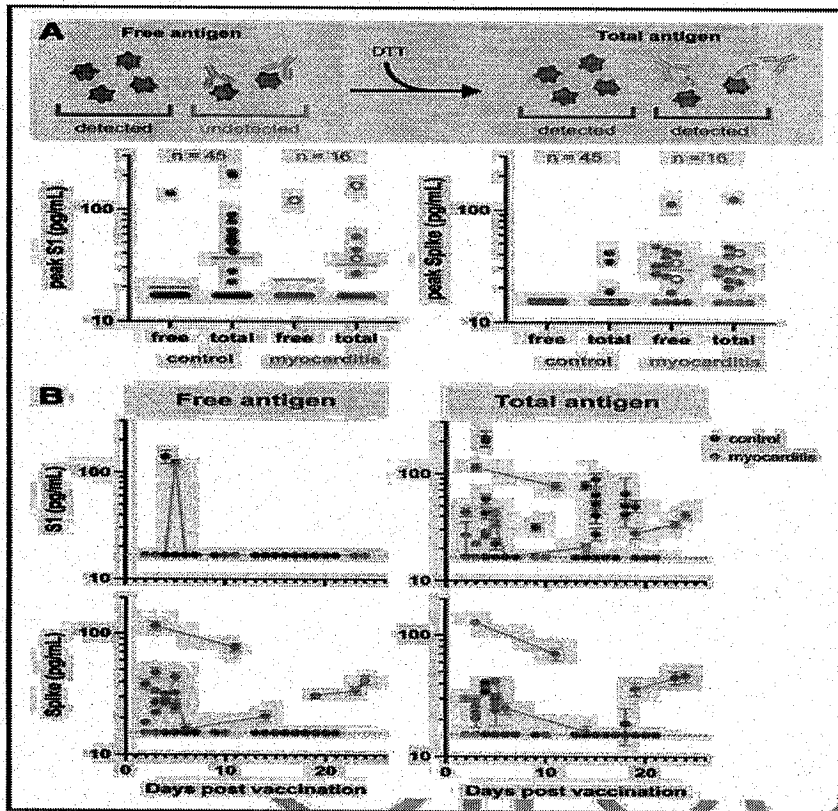 A
Free antigen
Total antigen
DTT
detected
undetected
detected
detected
n = 45
n = 16
n = 45
n = 16
peak S1 (pg/mL)
100
10
free
total
free
total
control
myocarditis
peak Spike (pg/mL)
100
10
free
total
free
total
control
myocarditis
B
Free antigen
Total antigen
control
myocarditis
S1 (pg/mL)
100
10
100
10
Spike (pg/mL)
100
10
0
10
20
Days post vaccination
100
10
0
10
20
Days post vaccination